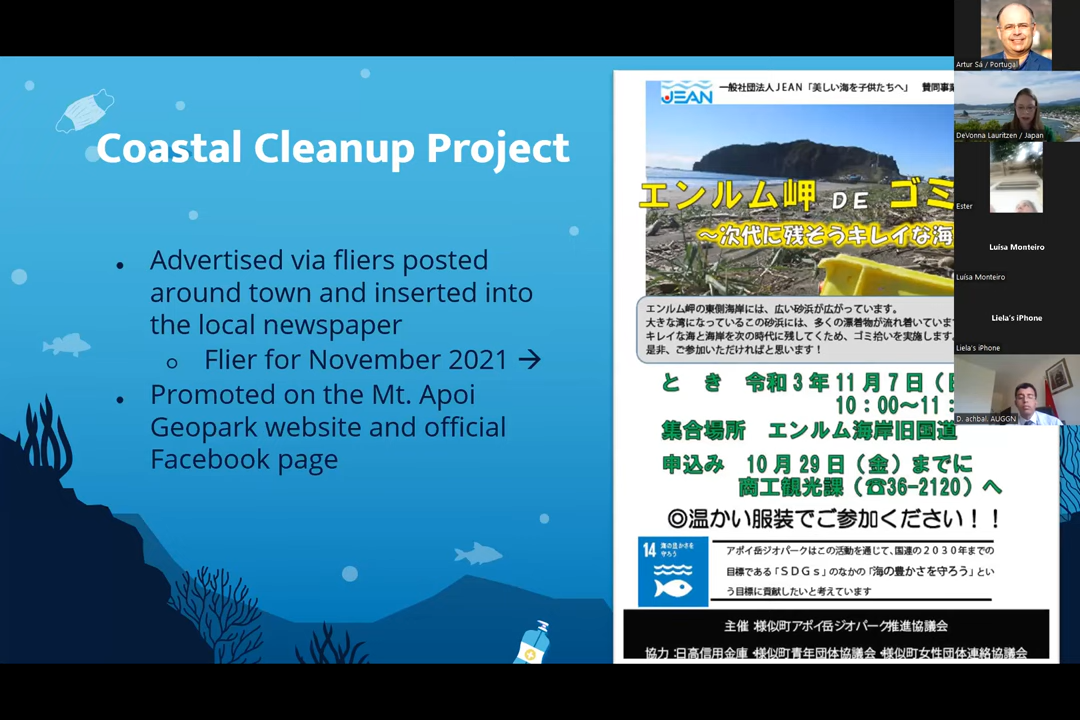 Coastal Cleanup Project
• Advertised via fliers posted
around town and inserted into
the local newspaper
○ Flier for November 2021 →
• Promoted on the Mt. Apoi
Geopark website and official
Facebook page
JEAN 一般社団法人JEAN「美しい海を子供たちへ」 賛同事業
エンルム岬 DE ゴミ
～次代に残そうキレイな海
エンルム岬の東側海岸には、広い砂浜が広がっています。
大きな湾になっているこの砂浜には、多くの漂着物が流れ着いていま
キレイな海と海岸を次の時代に残してくため、ゴミ拾いを実施します
是非、ご参加いただければと思います！
と き 令和3年11月7日（日
10：00～11：
集合場所 エンルム海岸旧国道
申込み 10月29日（金）までに
商工観光課（☎36-2120）へ
◎温かい服装でご参加ください！！
14 海の豊かさを
守ろう
アポイ岳ジオパークはこの活動を通じて、国連の２０３０年までの
目標である「ＳＤＧｓ」のなかの「海の豊かさを守ろう」とい
う目標に貢献したいと考えています
主催 :様似町アポイ岳ジオパーク推進協議会
協力 :日高信用金庫 ･様似町青年団体協議会 ･様似町女性団体連絡協議会
Artur Sá / Portugal
DeVonna Lauritzen / Japan
Ester
Luisa Monteiro
Luísa Monteiro
Liela's iPhone
Liela's iPhone
D. achbal. AUGGN